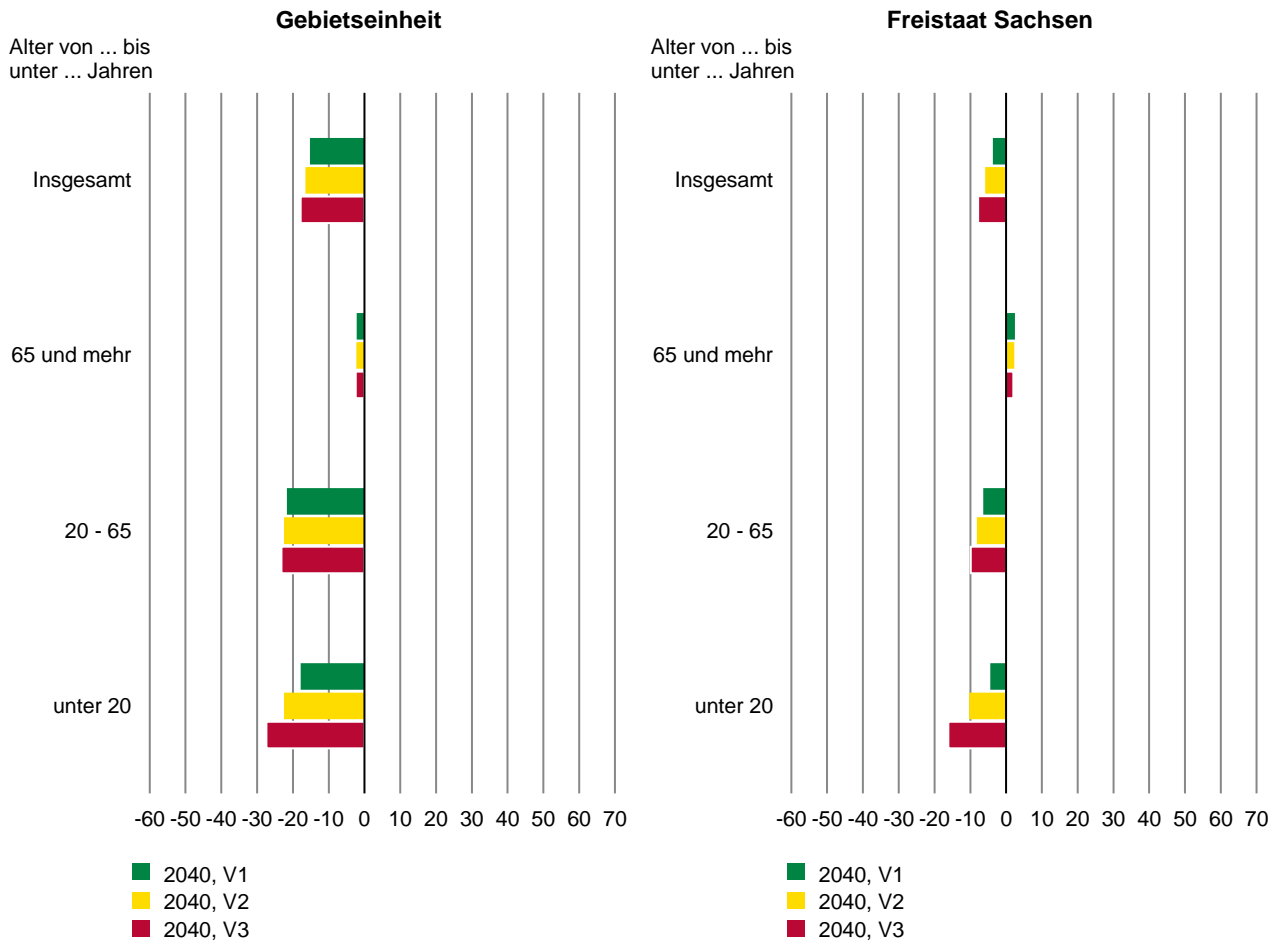 Gebietseinheit
Alter von ... bis
unter ... Jahren
Insgesamt
65 und mehr
20 - 65
unter 20
-60 -50 -40 -30 -20 -10 0 10 20 30 40 50 60 70
2040, V1
2040, V2
2040, V3
Freistaat Sachsen
Alter von ... bis
unter ... Jahren
Insgesamt
65 und mehr
20 - 65
unter 20
-60 -50 -40 -30 -20 -10 0 10 20 30 40 50 60 70
2040, V1
2040, V2
2040, V3